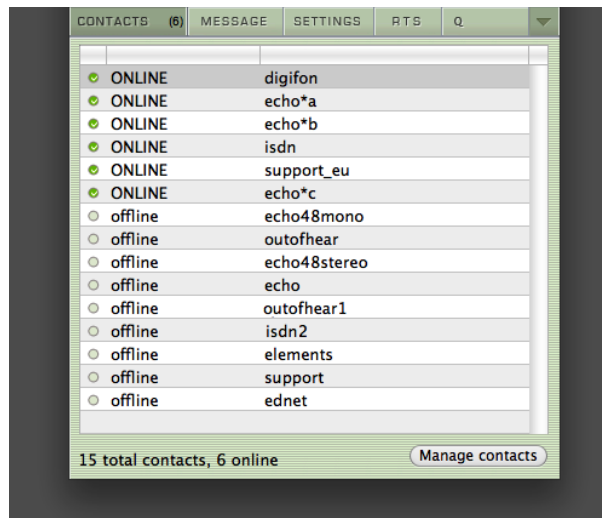 CONTACTS (6) MESSAGE SETTINGS RTS Q
ONLINE digifon
ONLINE echo*a
ONLINE echo*b
ONLINE isdn
ONLINE support_eu
ONLINE echo*c
offline echo48mono
offline outofhear
offline echo48stereo
offline echo
offline outofhear1
offline isdn2
offline elements
offline support
offline ednet
15 total contacts, 6 online Manage contacts